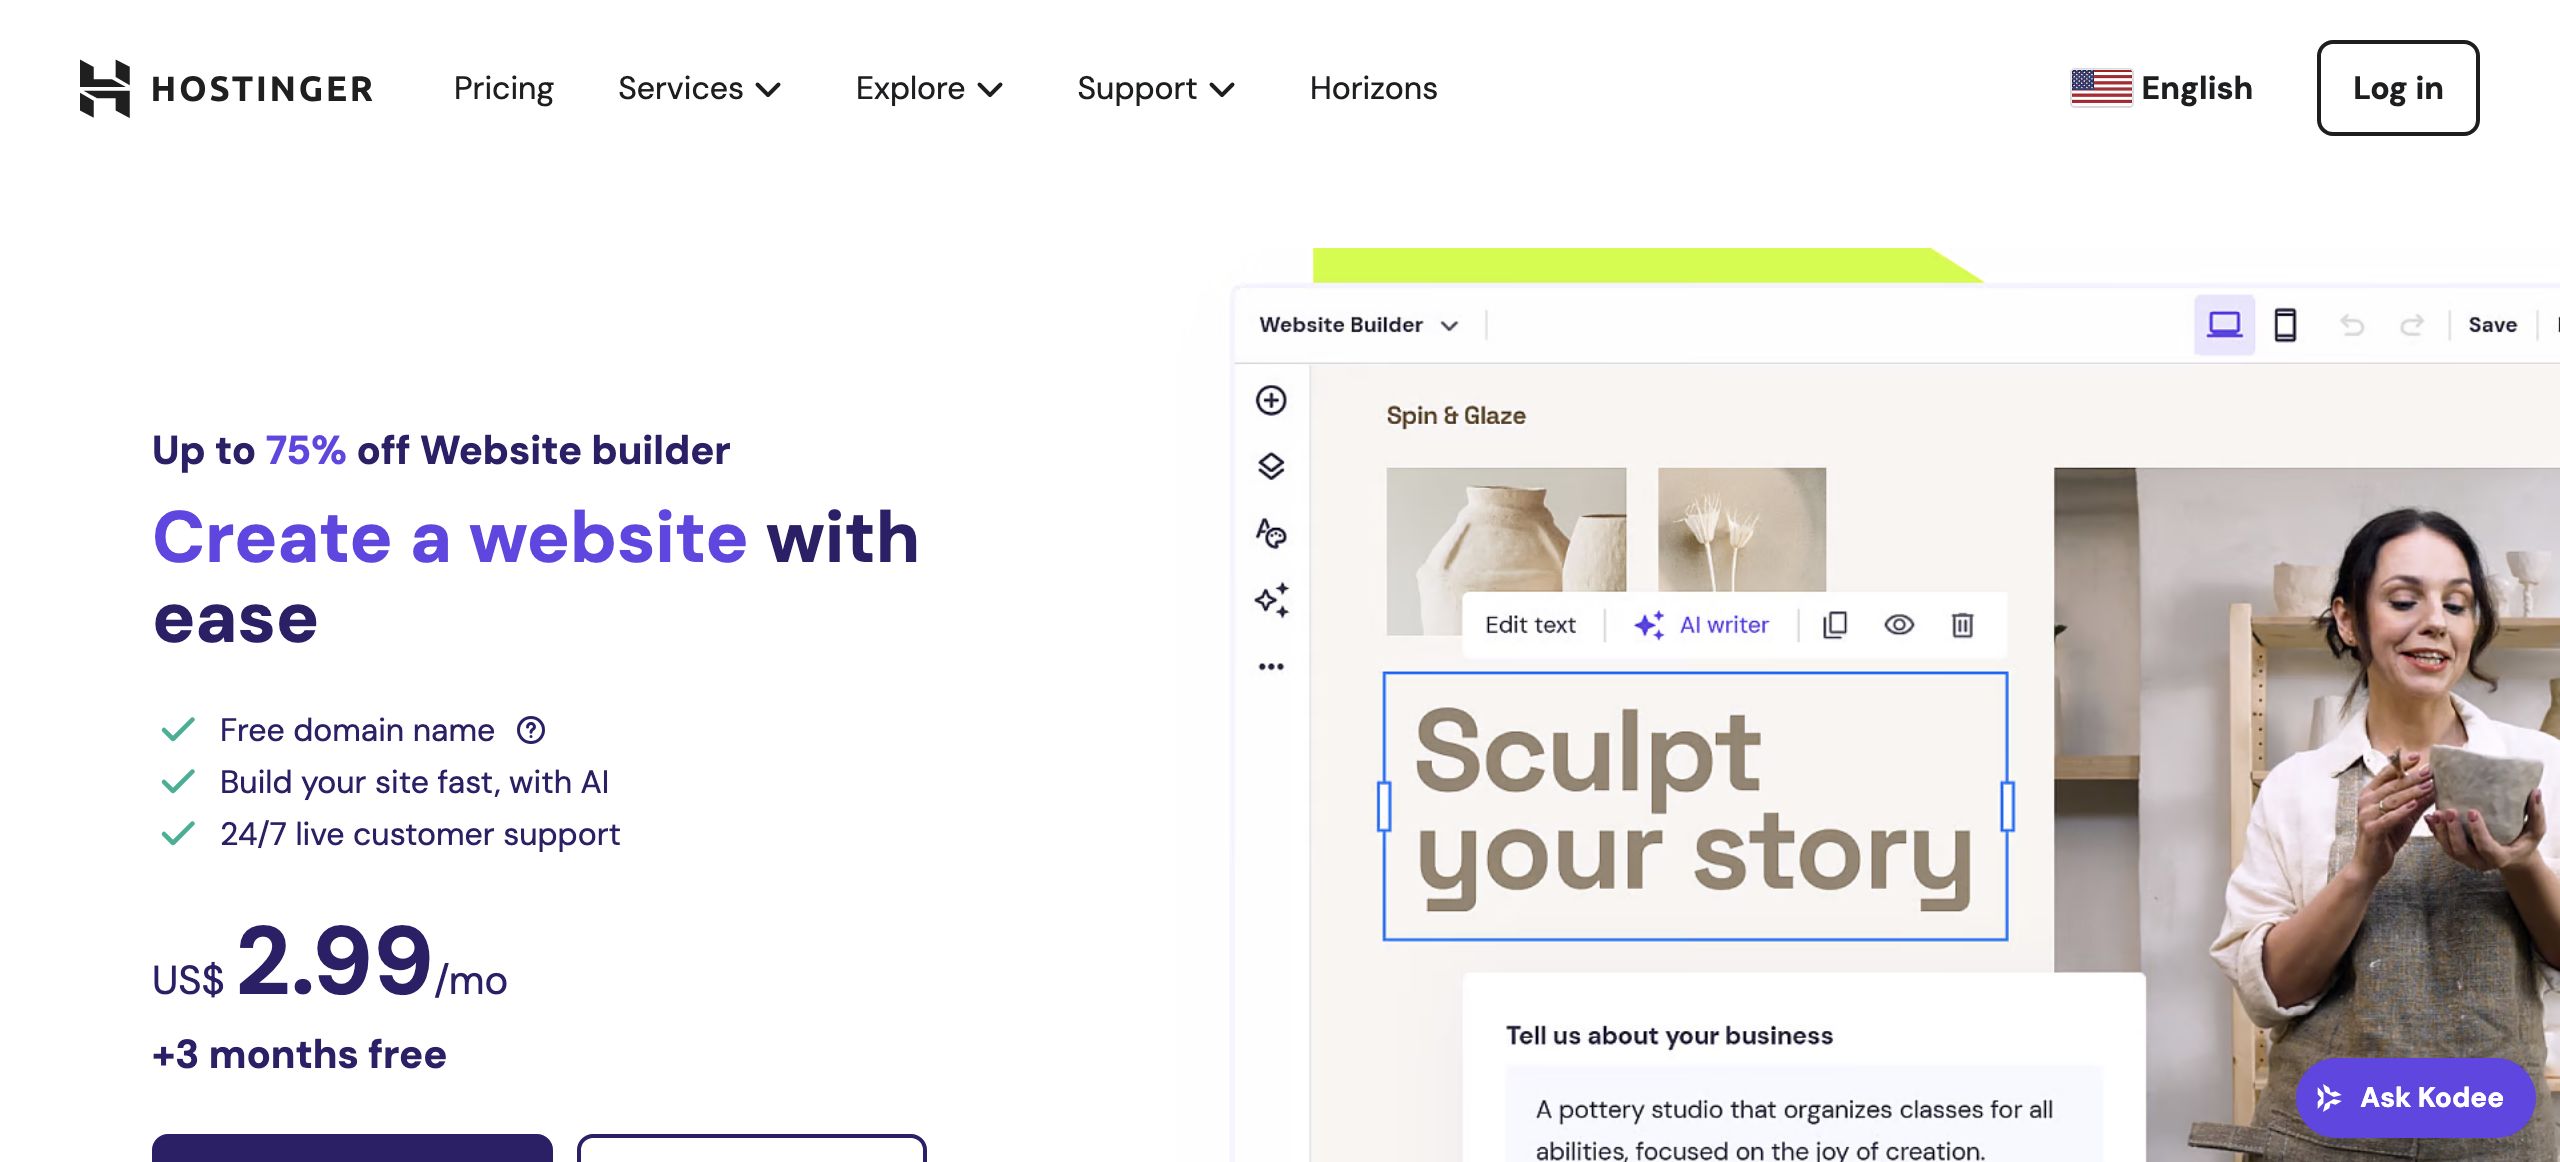 HOSTINGER
Pricing
Services
Explore
Support
Horizons
English
Log in
Up to 75% off Website builder
Create a website with
ease
Free domain name
Build your site fast, with AI
24/7 live customer support
US$ 2.99/mo
+3 months free
Website Builder
Save
Spin & Glaze
Edit text
AI writer
Sculpt
your story
Tell us about your business
A pottery studio that organizes classes for all
abilities, focused on the joy of creation.
Ask Kodee